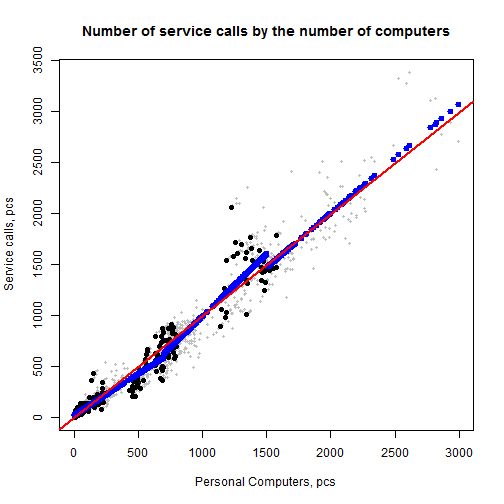 Number of service calls by the number of computers
Service calls, pcs
3500
3000
2500
2000
1500
1000
500
0
0 500 1000 1500 2000 2500 3000
Personal Computers, pcs